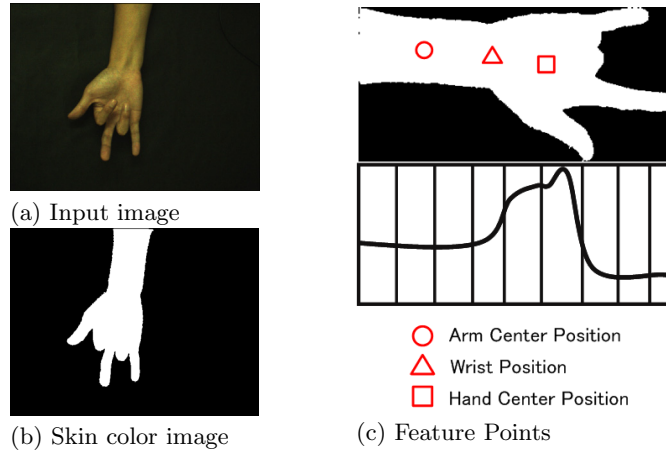 (a) Input image
(b) Skin color image
Arm Center Position
Wrist Position
Hand Center Position
(c) Feature Points